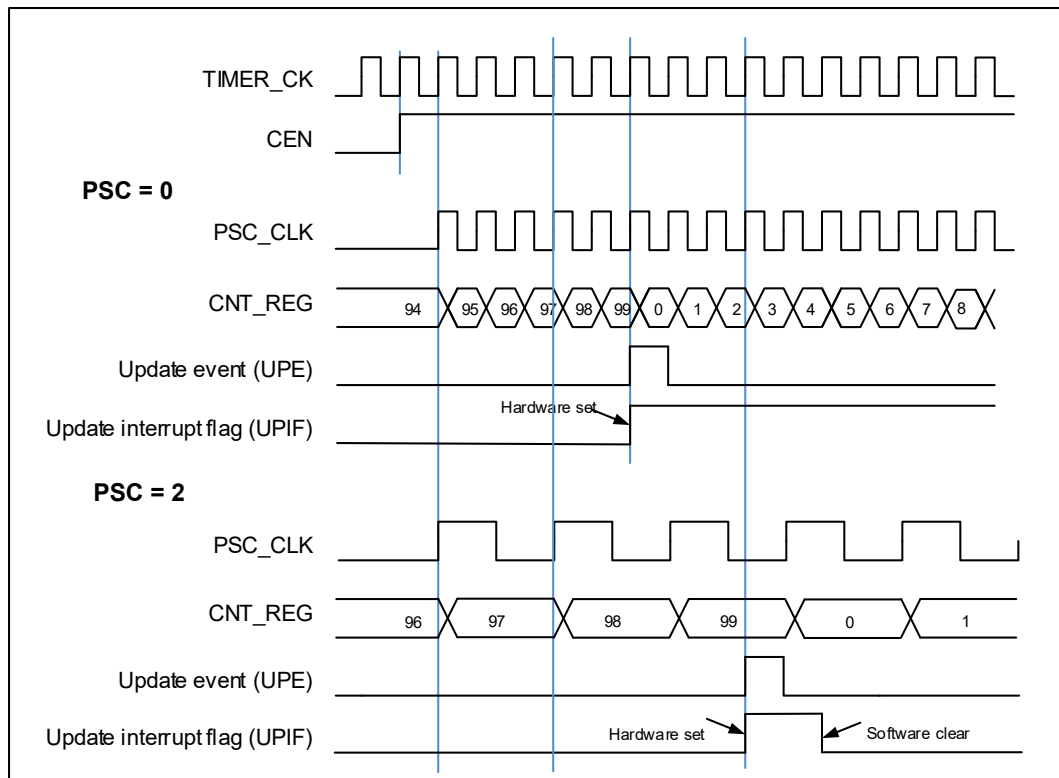 TIMER_CK
CEN
PSC = 0
PSC_CLK
CNT_REG 94 95 96 97 98 99 0 1 2 3 4 5 6 7 8
Update event (UPE)
Hardware set
Update interrupt flag (UPIF)
PSC = 2
PSC_CLK
CNT_REG 96 97 98 99 0 1
Update event (UPE)
Update interrupt flag (UPIF) Hardware set Software clear